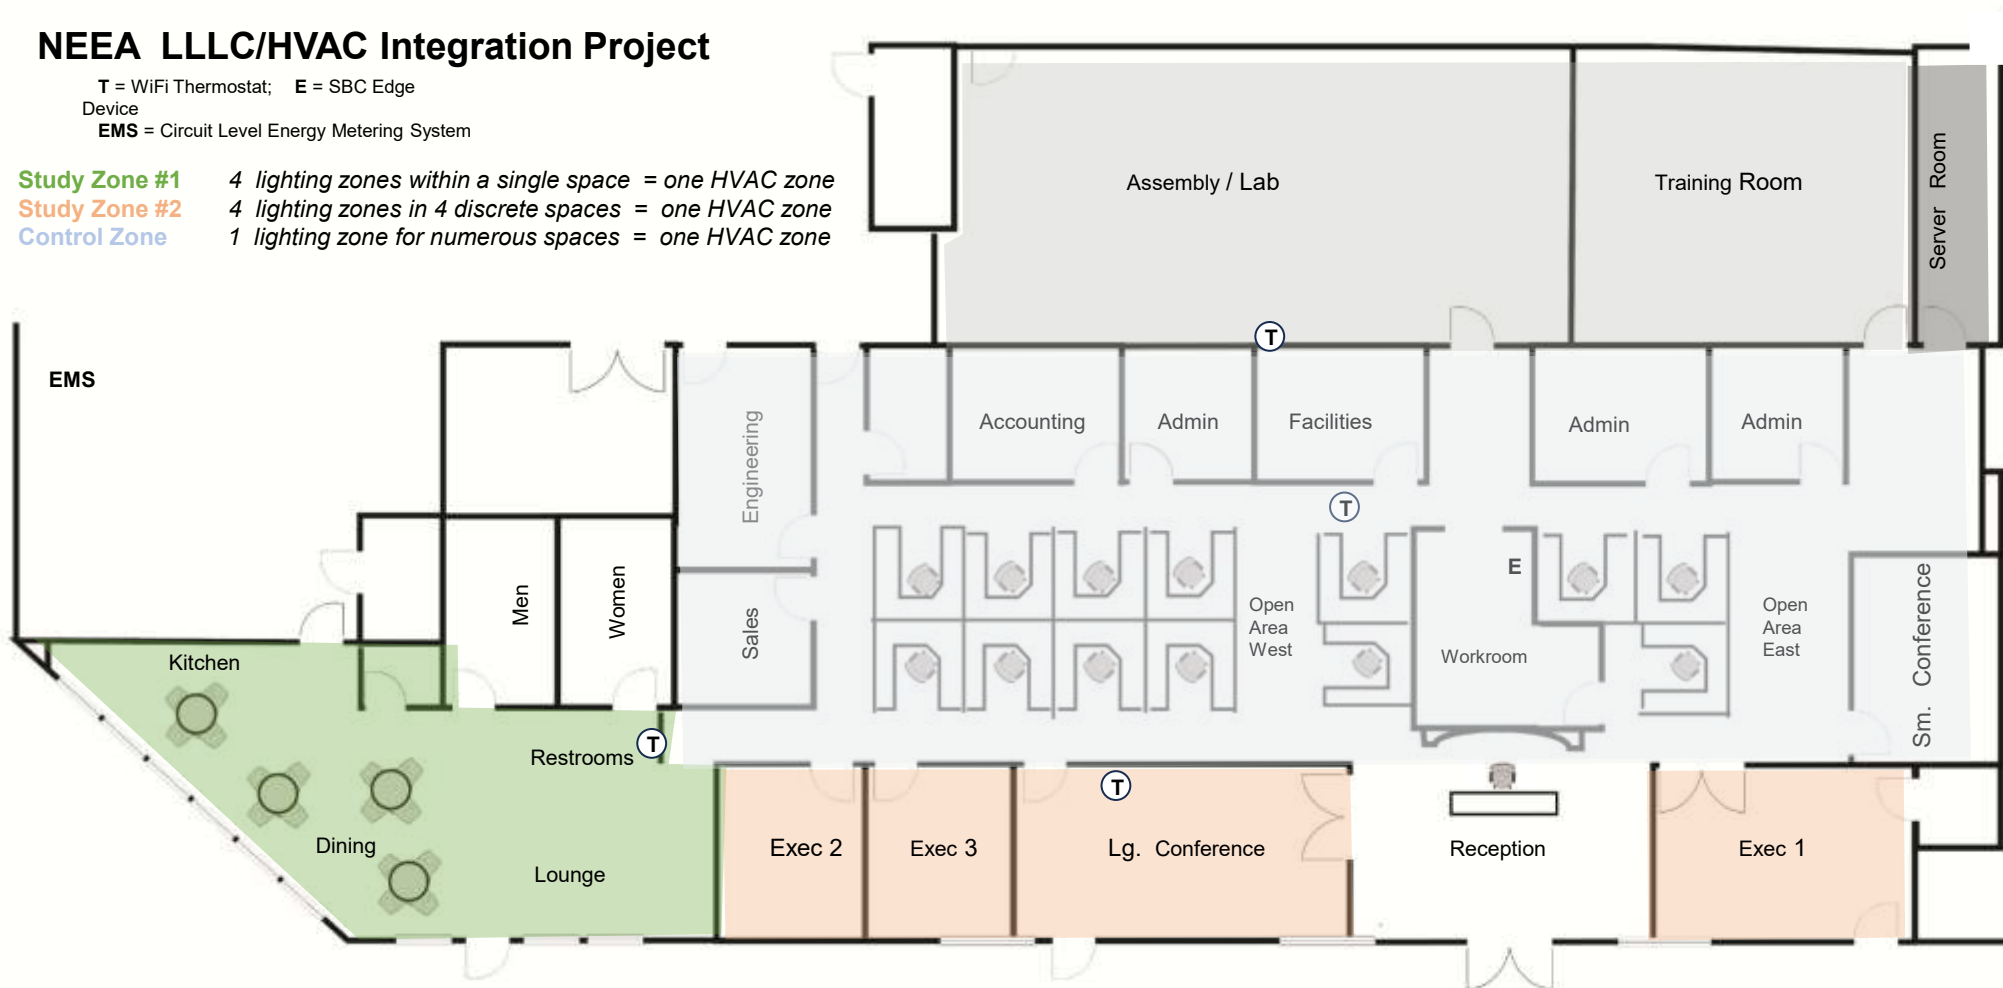 NEEA LLLC/HVAC Integration Project
T = WiFi Thermostat; E = SBC Edge
Device
EMS = Circuit Level Energy Metering System
Study Zone #1 4 lighting zones within a single space = one HVAC zone
Study Zone #2 4 lighting zones in 4 discrete spaces = one HVAC zone
Control Zone 1 lighting zone for numerous spaces = one HVAC zone
Assembly / Lab
Training Room
Server Room
T
EMS
Engineering
Accounting
Admin
Facilities
Admin
Admin
T
E
Men
Women
Sales
Open
Area
West
Workroom
Open
Area
East
Sm. Conference
Kitchen
Restrooms
T
T
Dining
Lounge
Exec 2
Exec 3
Lg. Conference
Reception
Exec 1